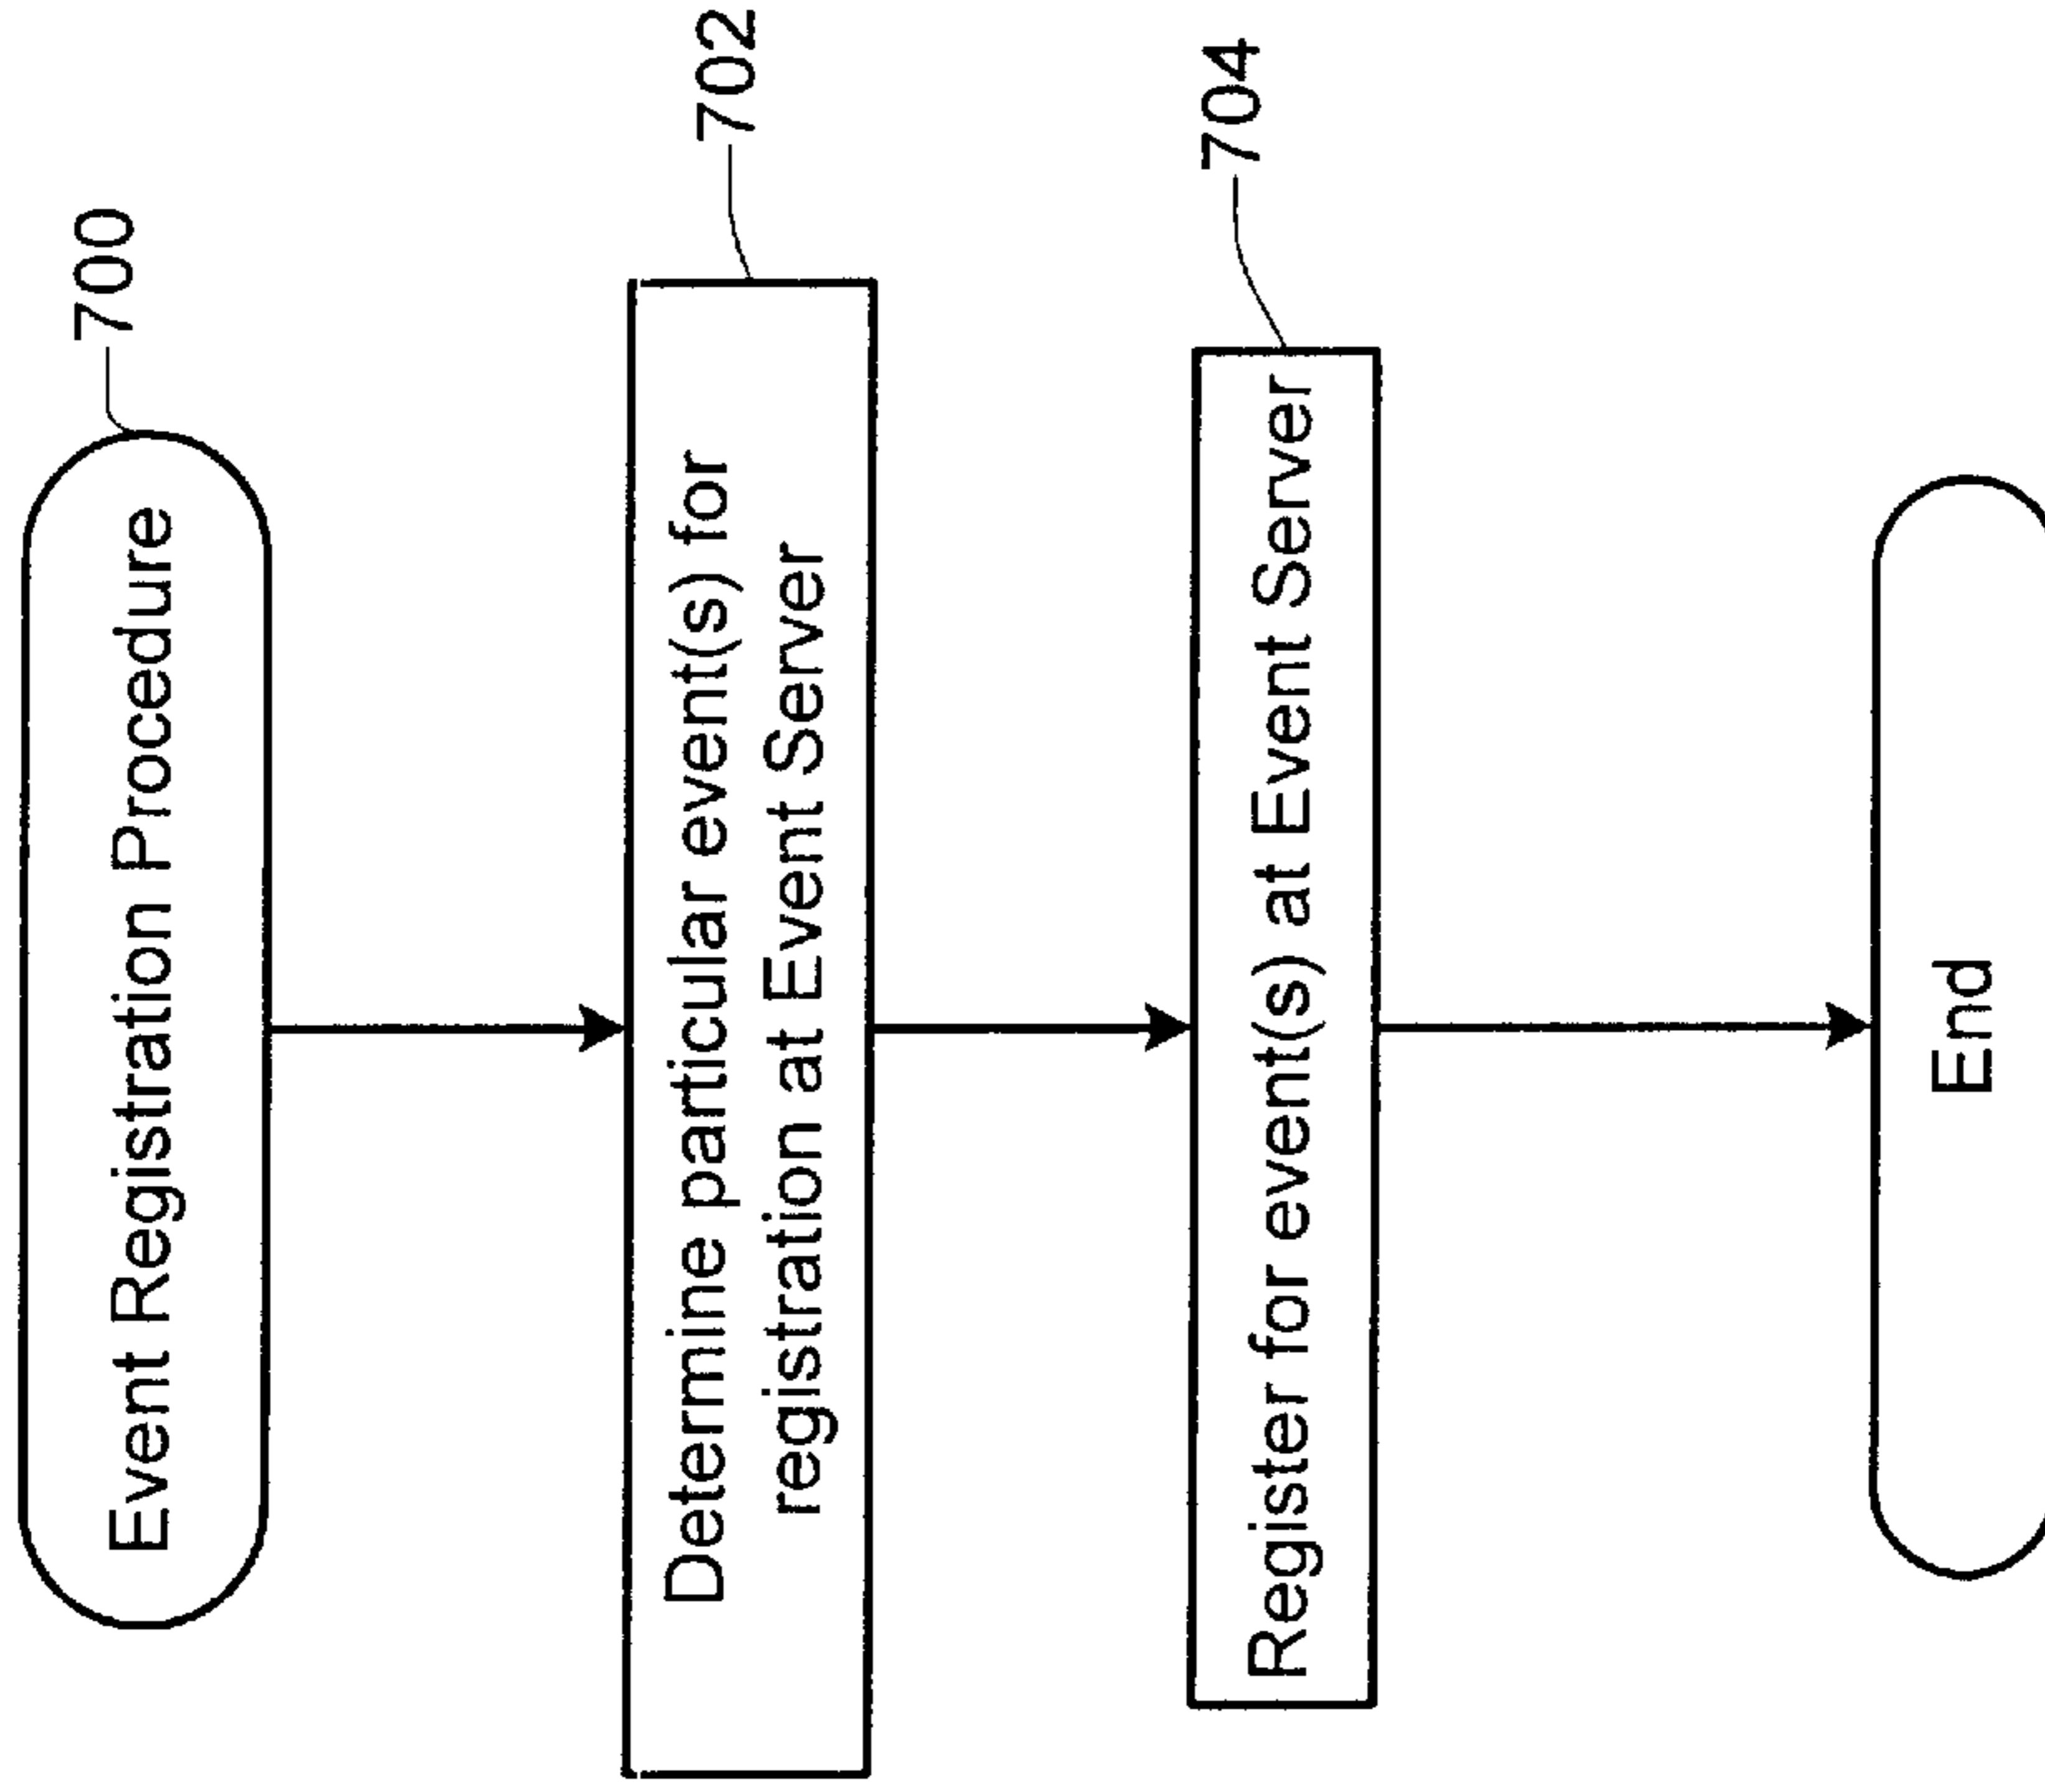 Event Registration Procedure
700
Determine particular event(s) for
registration at Event Server
702
Register for event(s) at Event Server
704
End